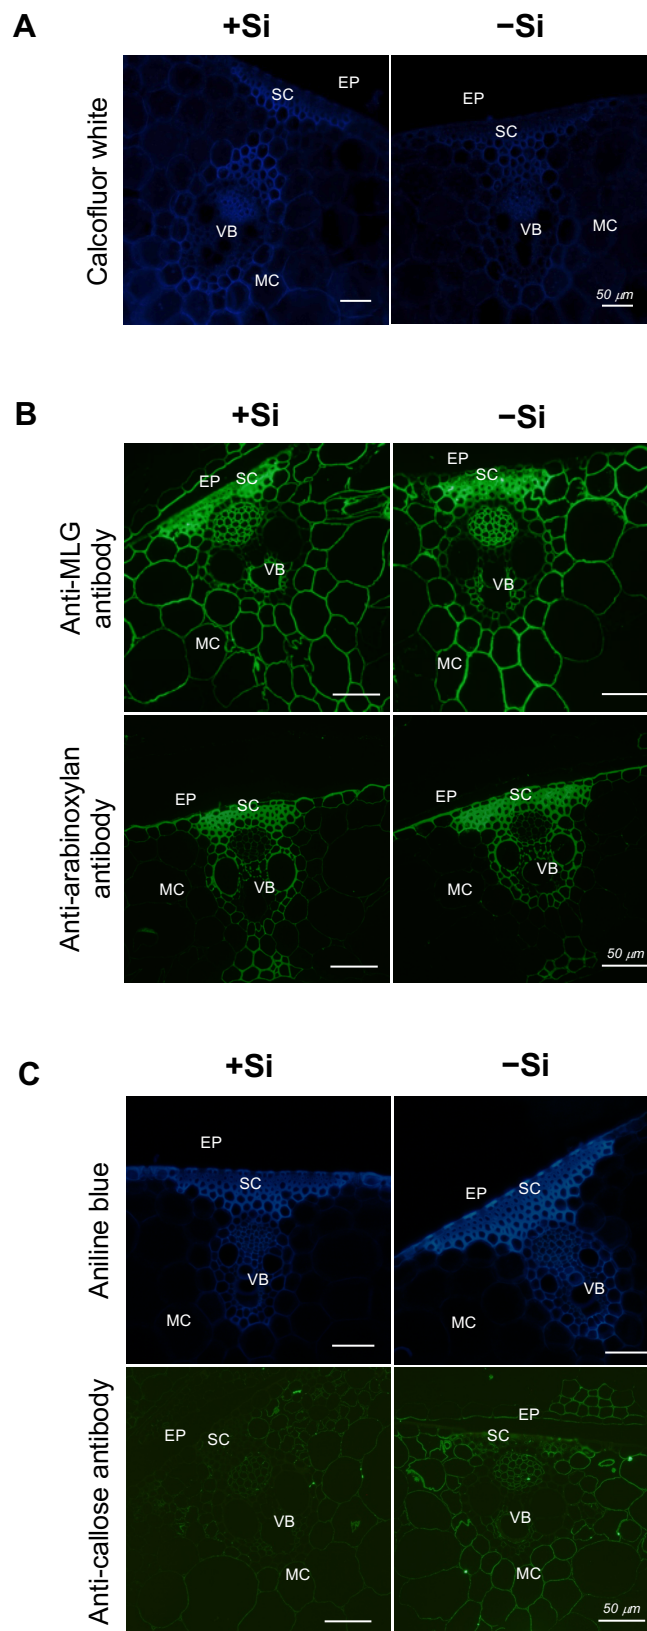 A
+Si
−Si
Calcofluor white
EP
SC
VB
MC
EP
SC
VB
MC
50 µm
B
+Si
−Si
Anti-MLG
antibody
EP
SC
VB
MC
EP
SC
VB
MC
Anti-arabinoxylan
antibody
EP
SC
VB
MC
EP
SC
VB
MC
50 µm
C
+Si
−Si
Aniline blue
EP
SC
VB
MC
EP
SC
VB
MC
Anti-callose antibody
EP
SC
VB
MC
EP
SC
VB
MC
50 µm